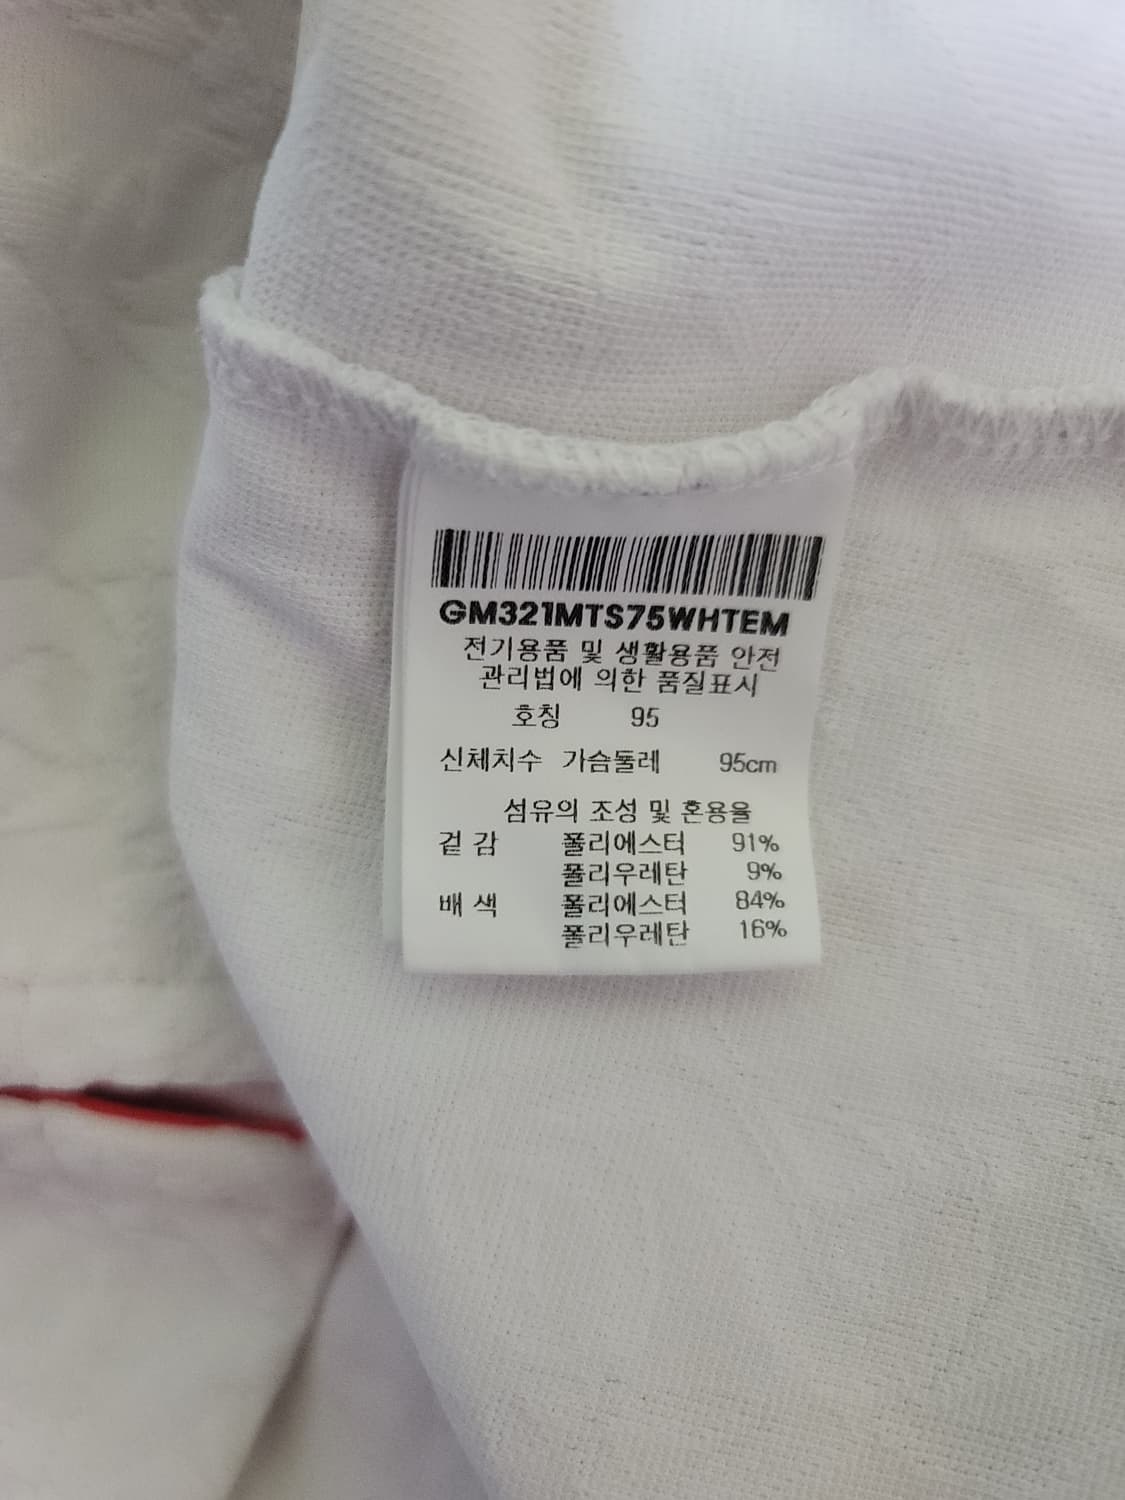 GM321MTS75WHTEM
전기용품 및 생활용품 안전
관리법에 의한 품질표시
호칭 95
신체치수 가슴둘레 95cm
섬유의 조성 및 혼용율
겉감 폴리에스터 91%
폴리우레탄 9%
배색 폴리에스터 84%
폴리우레탄 16%